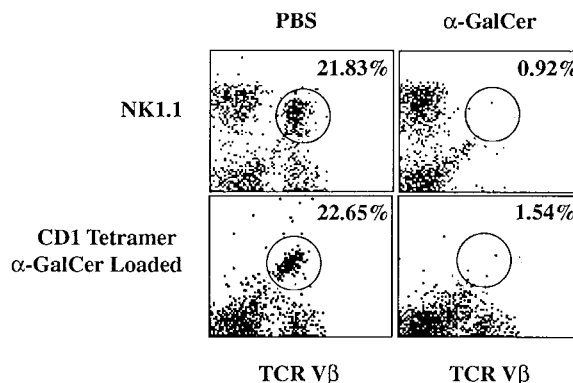 PBS α-GalCer
NK1.1 21.83% 0.92%
CD1 Tetramer
α-GalCer Loaded 22.65% 1.54%
TCR Vβ TCR Vβ